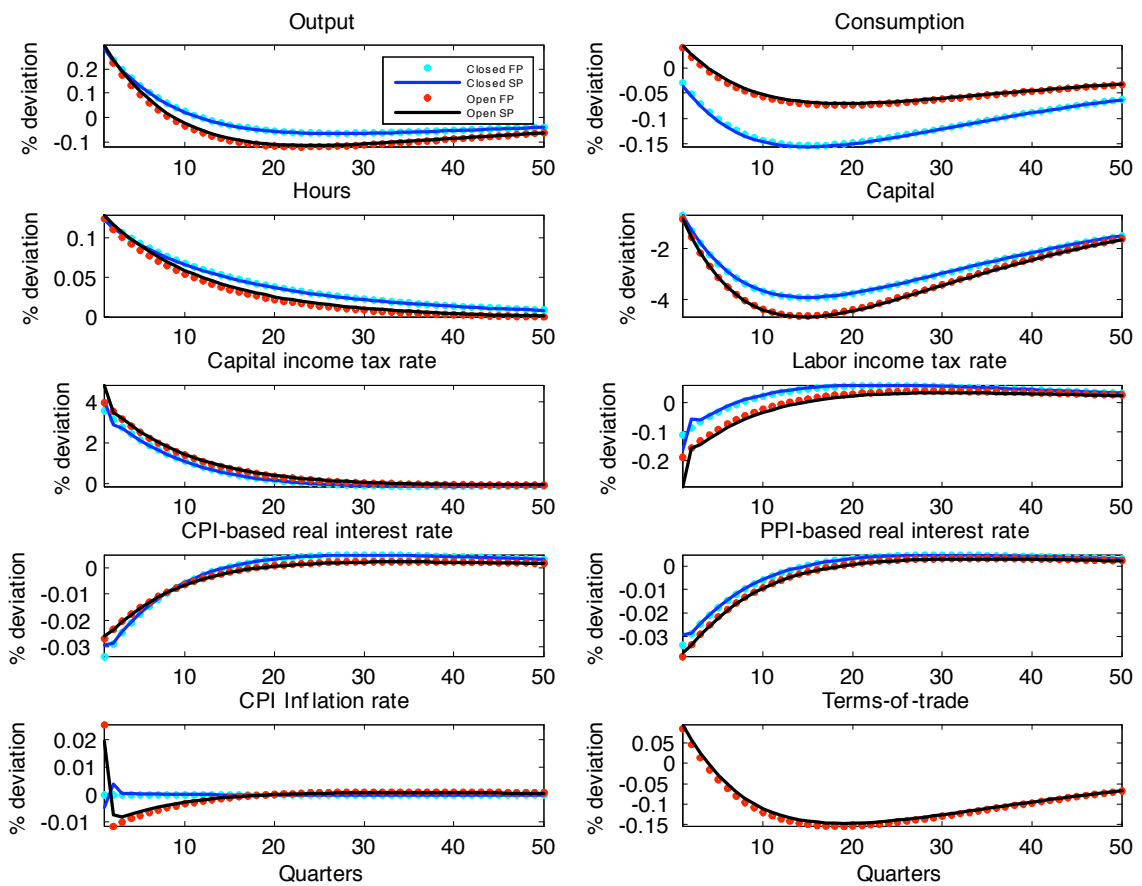 Output
% deviation
0.2
0.1
0
-0.1
10 20 30 40 50
Closed FP
Closed SP
Open FP
Open SP
Consumption
% deviation
0
-0.05
-0.1
-0.15
10 20 30 40 50
Hours
% deviation
0.1
0.05
0
10 20 30 40 50
Capital
% deviation
-2
-4
10 20 30 40 50
Capital income tax rate
% deviation
4
2
0
10 20 30 40 50
Labor income tax rate
% deviation
0
-0.1
-0.2
10 20 30 40 50
CPI-based real interest rate
% deviation
0
-0.01
-0.02
-0.03
10 20 30 40 50
PPI-based real interest rate
% deviation
0
-0.01
-0.02
-0.03
10 20 30 40 50
CPI Inflation rate
% deviation
0.02
0.01
0
-0.01
10 20 30 40 50
Quarters
Terms-of-trade
% deviation
0.05
0
-0.05
-0.1
-0.15
10 20 30 40 50
Quarters